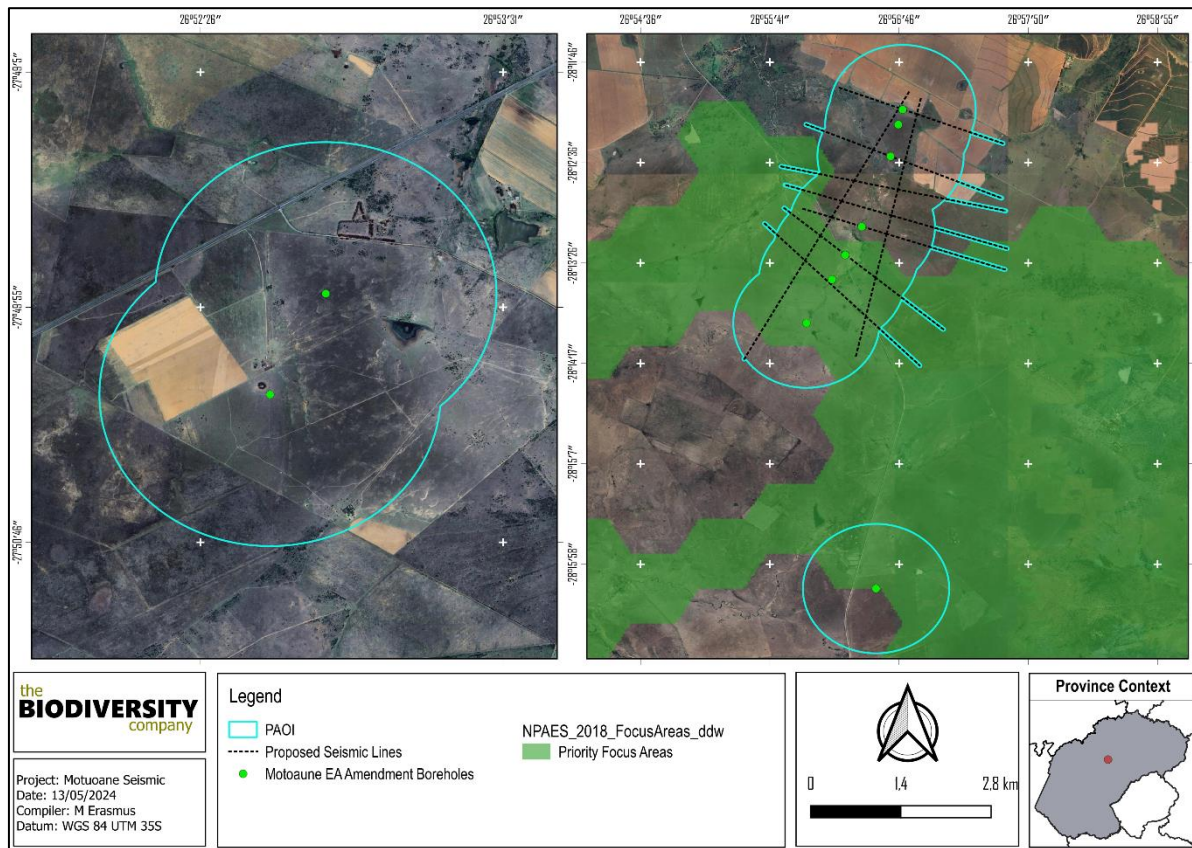 26°52'26" 26°53'31" 26°54'36" 26°55'41" 26°56'46" 26°57'50" 26°58'55"
-27°49'5"
-27°49'55"
-27°50'46"
-28°11'46"
-28°12'36"
-28°13'26"
-28°14'17"
-28°15'7"
-28°15'58"
the
BIODIVERSITY
company
Project: Motuoane Seismic
Date: 13/05/2024
Compiler: M Erasmus
Datum: WGS 84 UTM 35S
Legend
PAOI
Proposed Seismic Lines
Motoaune EA Amendment Boreholes
NPAES_2018_FocusAreas_ddw
Priority Focus Areas
0 1.4 2.8 km
Province Context